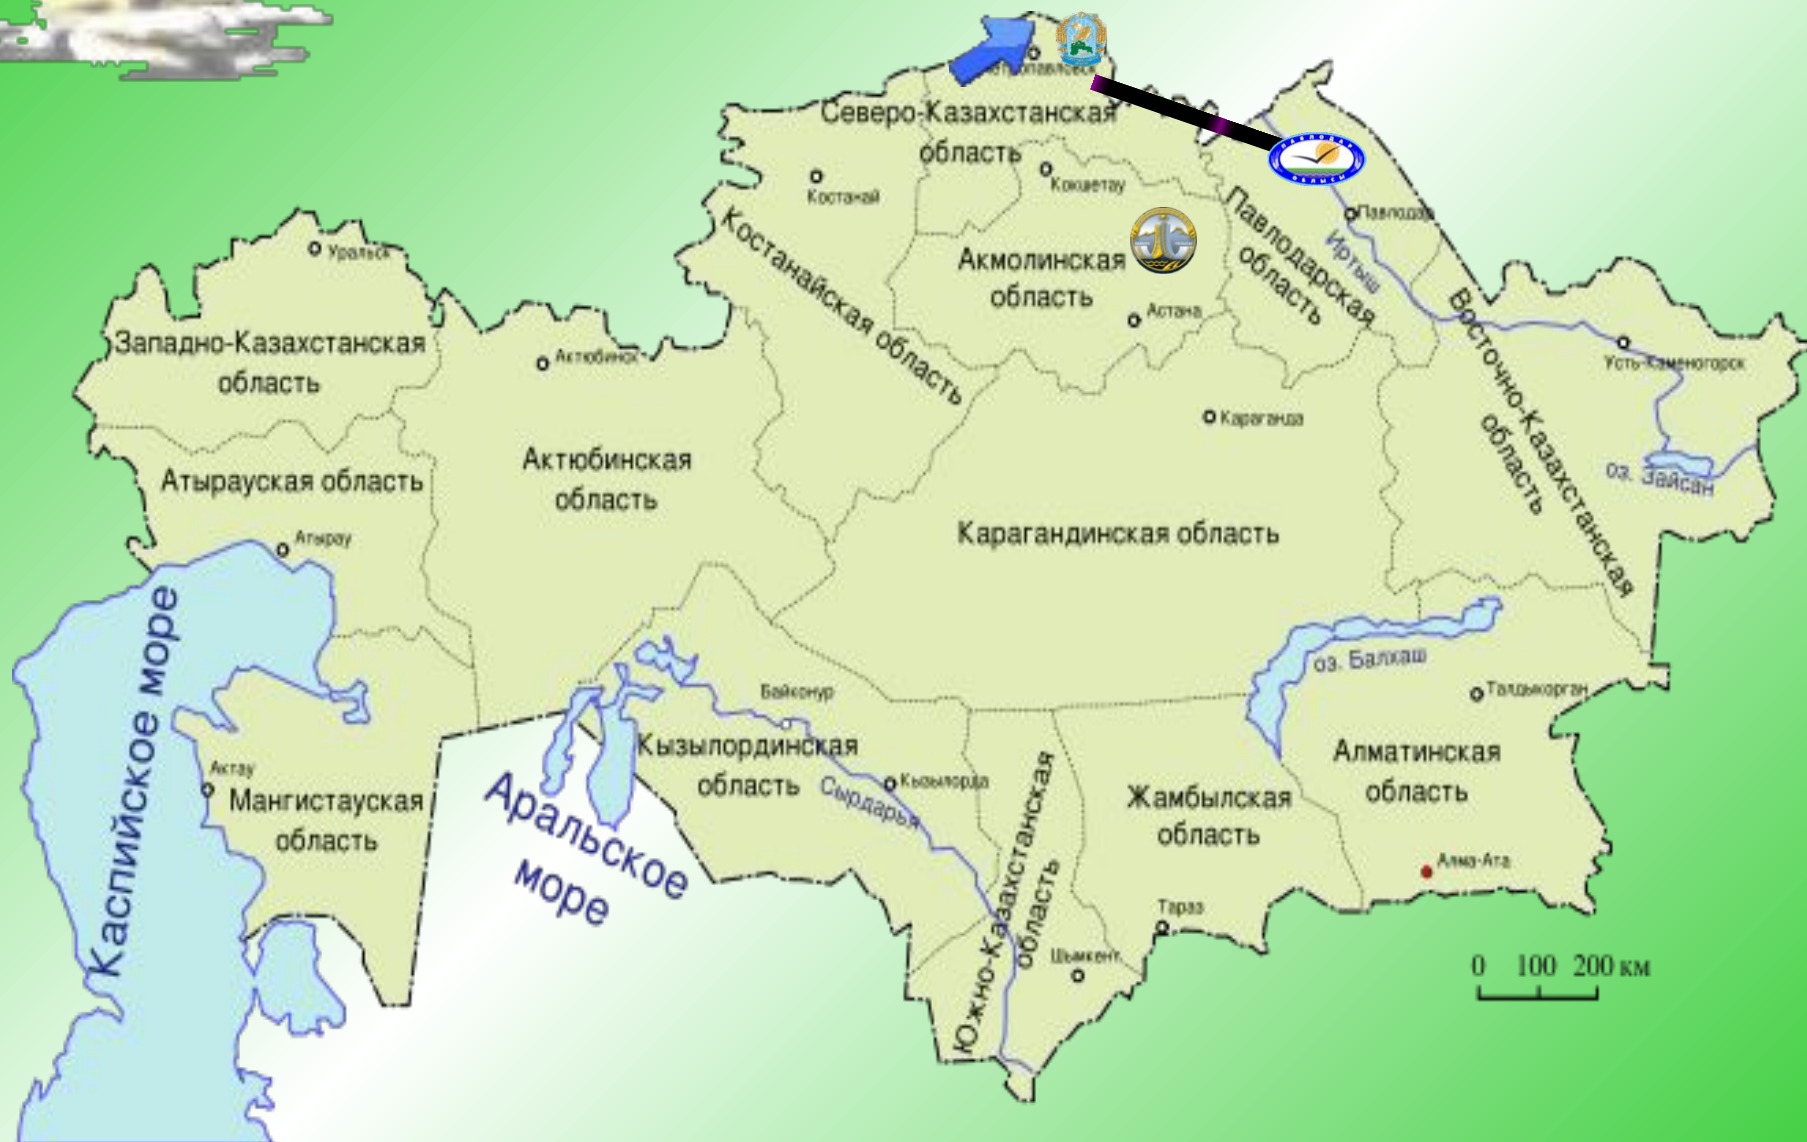 Петропавловск
Северо-Казахстанская
область
Кокшетау
Костанай
Костанайская область
Акмолинская
область
Астана
ПАВЛОДАР
ОБЛЫСЫ
Павлодар
Павлодарская
область
Иртыш
Уральск
Западно-Казахстанская
область
Актюбинск
Восточно-Казахстанская
область
Усть-Каменогорск
оз. Зайсан
Караганда
Актюбинская
область
Атырауская область
Атырау
Карагандинская область
Каспийское море
оз. Балхаш
Талдыкорган
Байконур
Кызылординская
область
Сырдарья
Кызылорда
Аральское
море
Актау
Мангистауская
область
Южно-Казахстанская
область
Шымкент
Жамбылская
область
Тараз
Алматинская
область
Алма-Ата
0 100 200 км